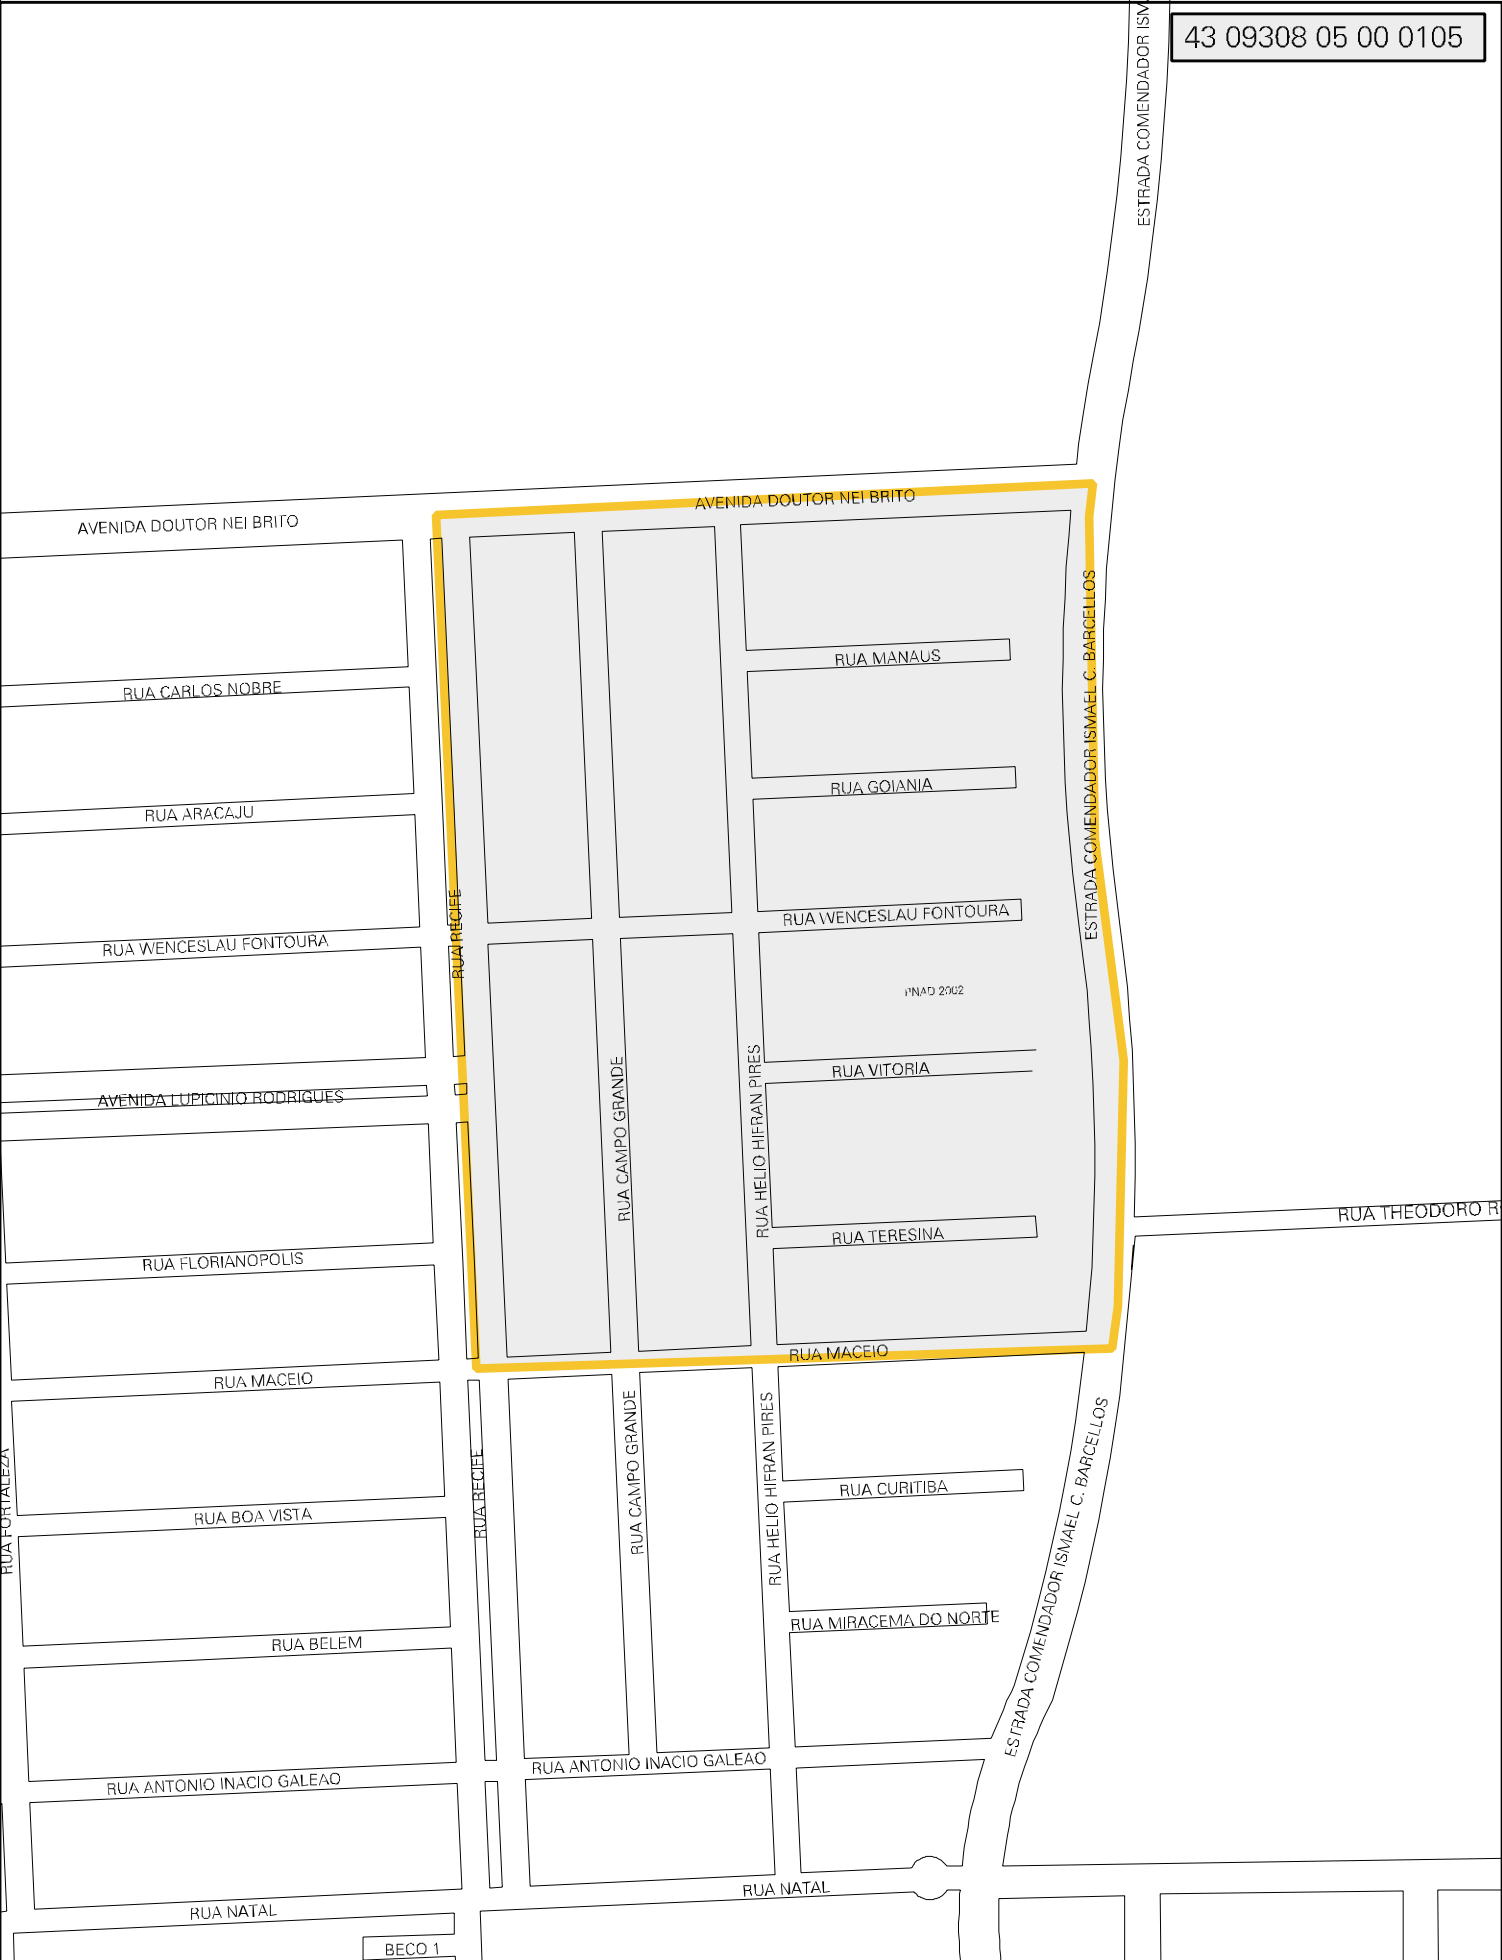 ESTRADA COMENDADOR ISM
43 09308 05 00 0105
AVENIDA DOUTOR NEI BRITO
AVENIDA DOUTOR NEI BRITO
ESTRADA COMENDADOR ISMAEL C. BARCELLOS
RUA MANAUS
RUA CARLOS NOBRE
RUA GOIANIA
RUA ARACAJU
RUA RECIFE
RUA WENCESLAU FONTOURA
RUA WENCESLAU FONTOURA
PNAD 2002
RUA CAMPO GRANDE
RUA HELIO HIFRAN PIRES
RUA VITORIA
AVENIDA LUPICINIO RODRIGUES
RUA THEODORO R
RUA TERESINA
RUA FLORIANOPOLIS
RUA MACEIO
RUA MACEIO
RUA FORTALEZA
RUA RECIFE
RUA CAMPO GRANDE
RUA HELIO HIFRAN PIRES
ESTRADA COMENDADOR ISMAEL C. BARCELLOS
RUA CURITIBA
RUA BOA VISTA
RUA MIRACEMA DO NORTE
RUA BELEM
RUA ANTONIO INACIO GALEAO
RUA ANTONIO INACIO GALEAO
RUA NATAL
RUA NATAL
BECO 1